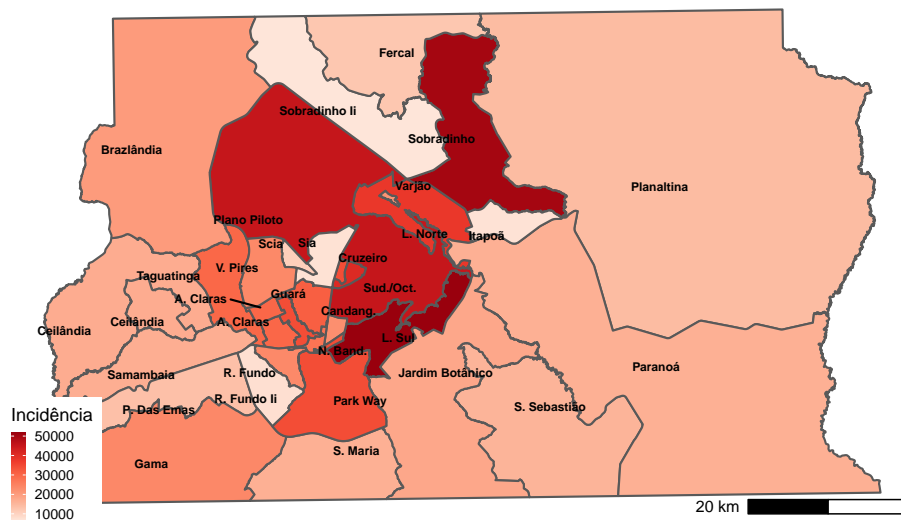 Fercal
Sobradinho Ii
Sobradinho
Brazlândia
Varjão
Planaltina
Plano Piloto
L. Norte
Itapoã
Scia
Sia
Cruzeiro
V. Pires
Taguatinga
Guará
Sud./Oct.
A. Claras
Candang.
Ceilândia
Ceilândia
A. Claras
L. Sul
N. Band.
Samambaia
R. Fundo
Jardim Botânico
Paranoá
R. Fundo Ii
Park Way
P. Das Emas
S. Sebastião
S. Maria
Gama
Incidência
50000
40000
30000
20000
10000
20 km